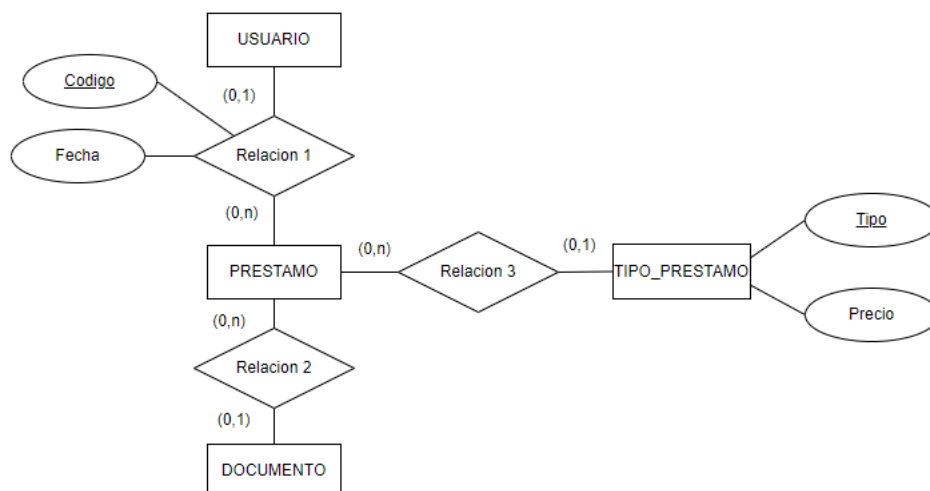 USUARIO
(0,1)
Codigo
Fecha
Relacion 1
(0,n)
PRESTAMO
(0,n)
Relacion 3
(0,1)
TIPO_PRESTAMO
Tipo
Precio
(0,n)
Relacion 2
(0,1)
DOCUMENTO